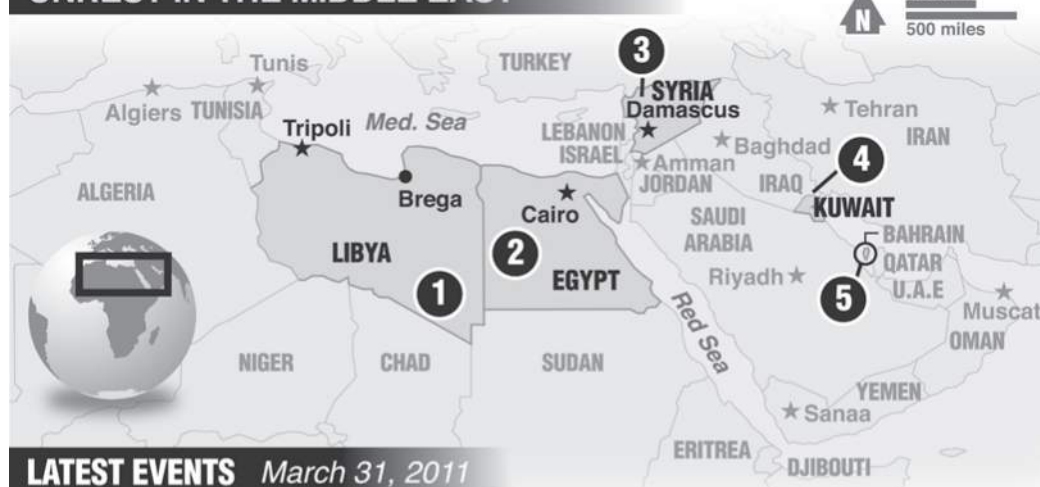 UNREST IN THE MIDDLE EAST
N
500 miles
3
TURKEY
SYRIA
Damascus
Tunis
Algiers
TUNISIA
Tripoli
Med. Sea
LEBANON
ISRAEL
Tehran
IRAN
Baghdad
4
Amman
JORDAN
IRAQ
KUWAIT
ALGERIA
Brega
Cairo
SAUDI
ARABIA
BAHRAIN
QATAR
U.A.E
LIBYA
2
EGYPT
1
Riyadh
5
Muscat
OMAN
Red Sea
NIGER
CHAD
SUDAN
YEMEN
Sanaa
ERITREA
DJIBOUTI
LATEST EVENTS March 31, 2011